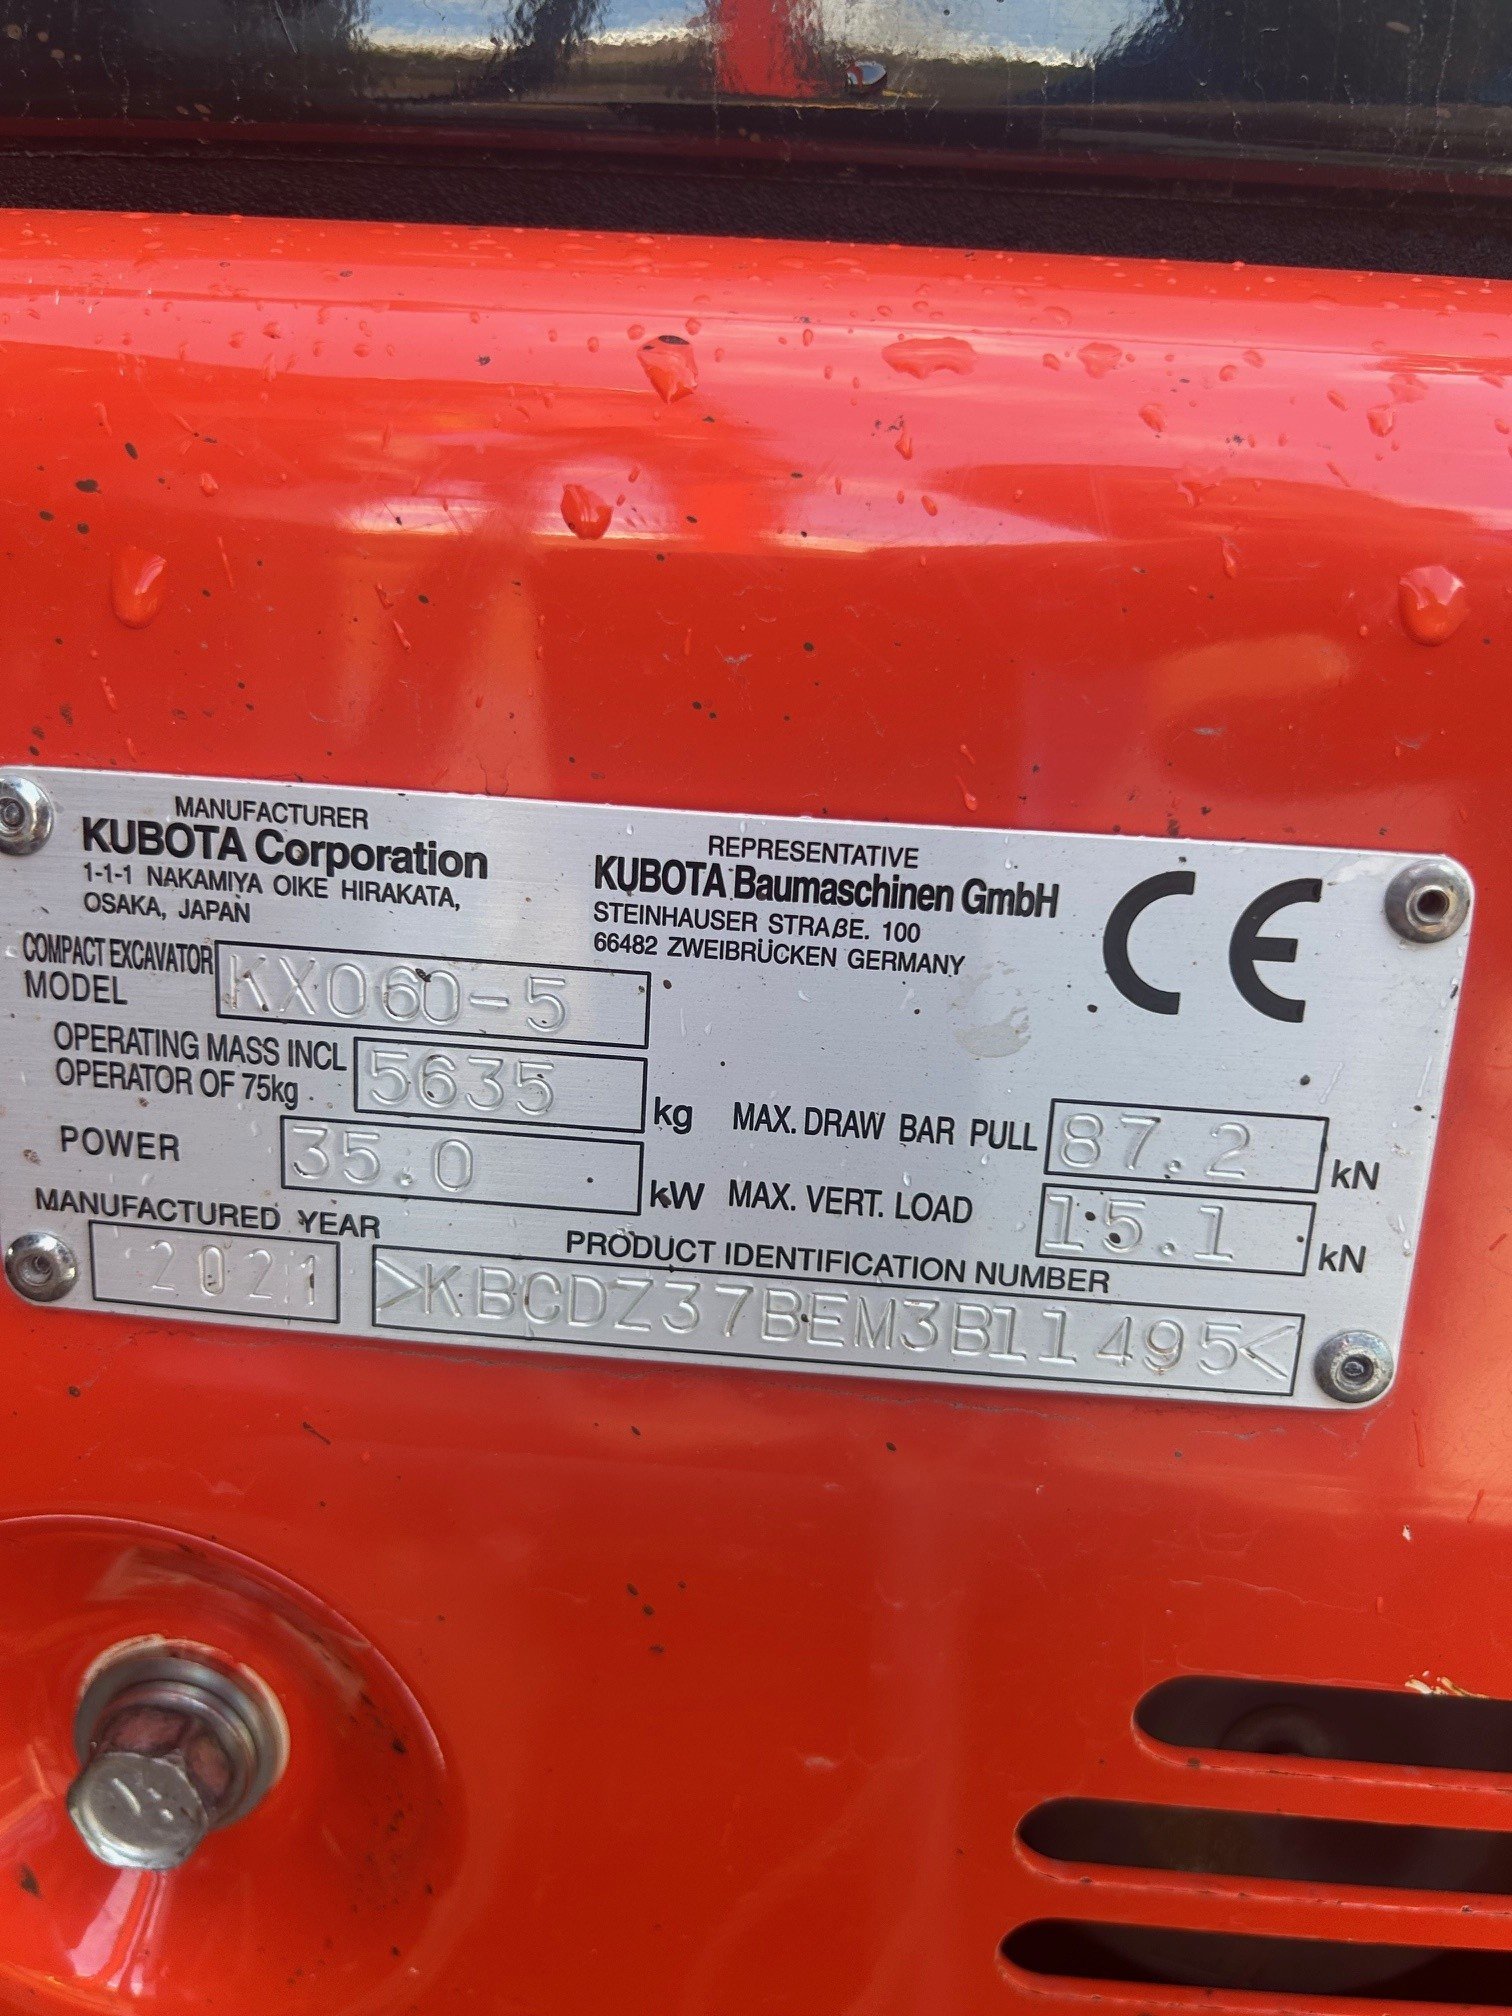 MANUFACTURER
KUBOTA Corporation
1-1-1 NAKAMIYA OIKE HIRAKATA,
OSAKA, JAPAN
REPRESENTATIVE
KUBOTA Baumaschinen GmbH
STEINHAUSER STRAßE. 100
66482 ZWEIBRÜCKEN GERMANY
CE
COMPACT EXCAVATOR
MODEL KX060-5
OPERATING MASS INCL
OPERATOR OF 75kg 5635 kg
MAX. DRAW BAR PULL 87.2 kN
POWER 35.0 kW
MAX. VERT. LOAD 15.1 kN
MANUFACTURED YEAR
2021
PRODUCT IDENTIFICATION NUMBER
>KBCDZ37BEM3B11495<